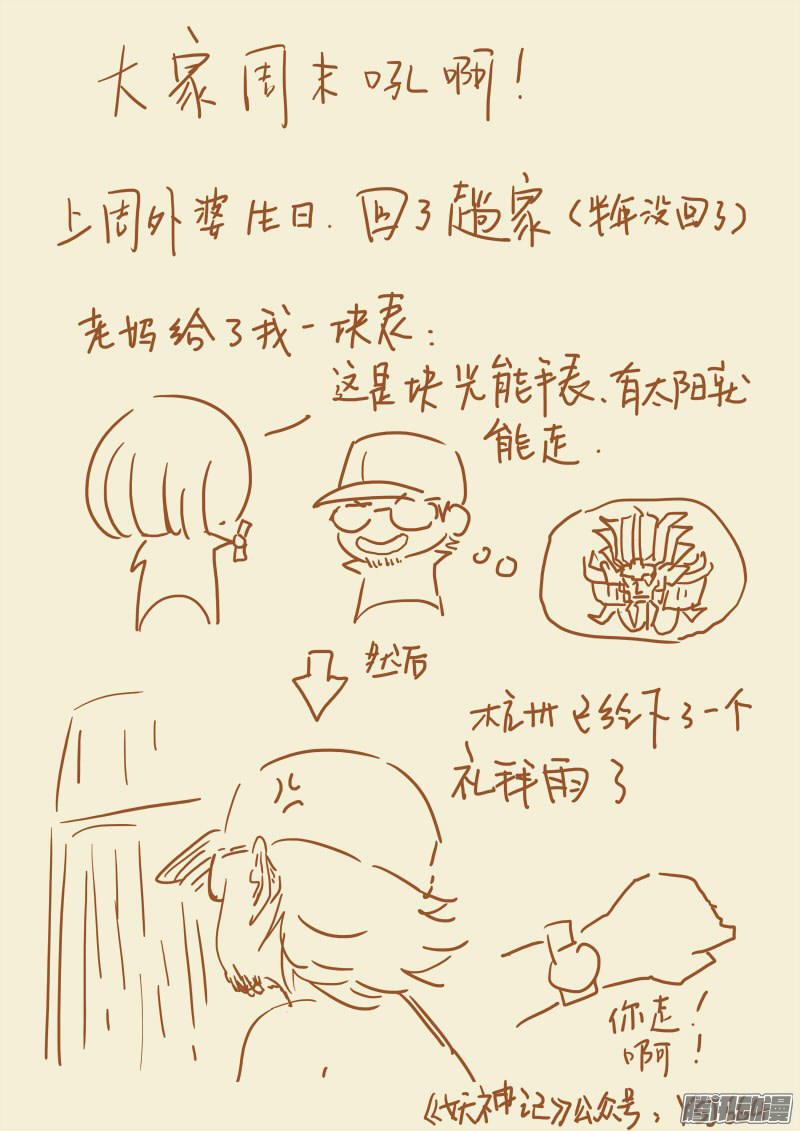 大家周末吼啊！
上周外婆生日.回了趟家（半年没回了）
老妈给了我一块表：
这是块光能手表、有太阳就
能走.
然后
杭州已经下了一个
礼拜雨了
你走！
啊！
《妖神记》公众号：
腾讯动漫